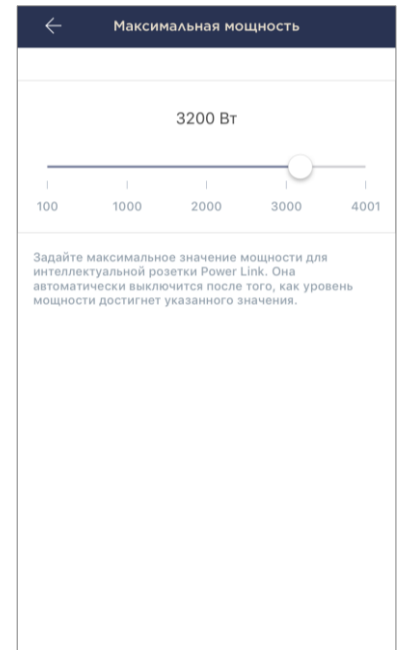 Максимальная мощность
3200 Вт
100 1000 2000 3000 4001
Задайте максимальное значение мощности для
интеллектуальной розетки Power Link. Она
автоматически выключится после того, как уровень
мощности достигнет указанного значения.